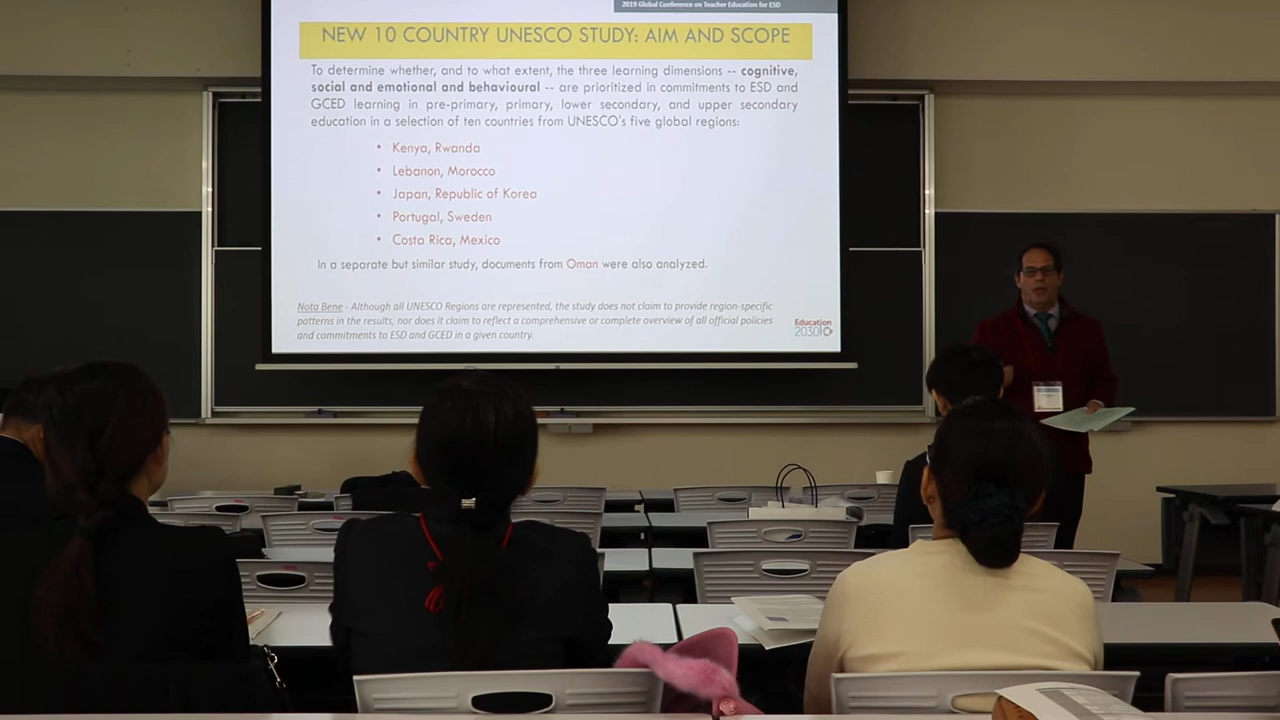 2019 Global Conference on Teacher Education for ESD
NEW 10 COUNTRY UNESCO STUDY: AIM AND SCOPE
To determine whether, and to what extent, the three learning dimensions -- cognitive,
social and emotional and behavioural -- are prioritized in commitments to ESD and
GCED learning in pre-primary, primary, lower secondary, and upper secondary
education in a selection of ten countries from UNESCO's five global regions:
• Kenya, Rwanda
• Lebanon, Morocco
• Japan, Republic of Korea
• Portugal, Sweden
• Costa Rica, Mexico
In a separate but similar study, documents from Oman were also analyzed.
Nota Bene - Although all UNESCO Regions are represented, the study does not claim to provide region-specific
patterns in the results, nor does it claim to reflect a comprehensive or complete overview of all official policies
and commitments to ESD and GCED in a given country.
Education
2030